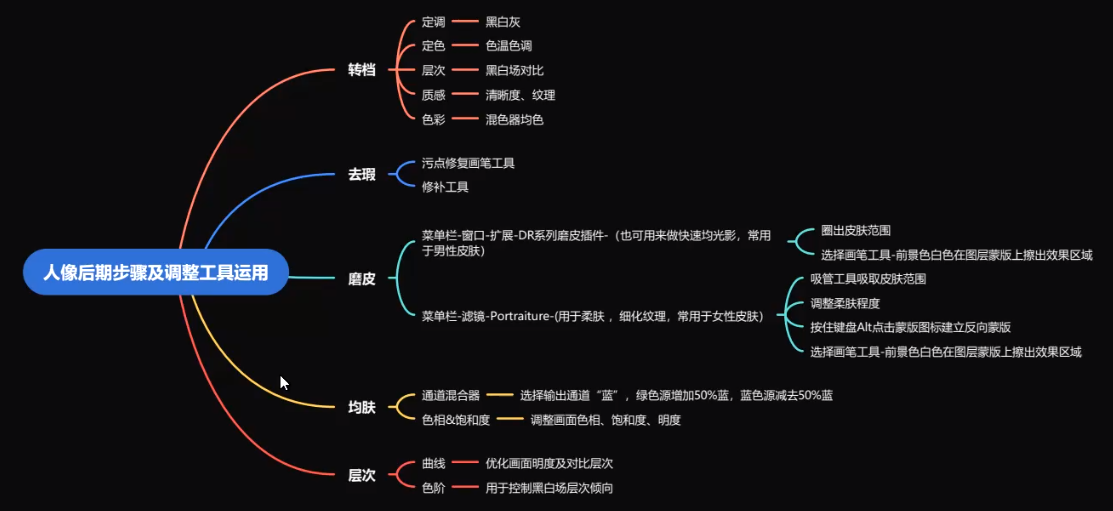 人像后期步骤及调整工具运用
转档
定调
黑白灰
定色
色温色调
层次
黑白场对比
质感
清晰度、纹理
色彩
混色器均色
去瑕
污点修复画笔工具
修补工具
磨皮
菜单栏-窗口-扩展-DR系列磨皮插件-（也可用来做快速均光影，常用
于男性皮肤）
圈出皮肤范围
选择画笔工具-前景色白色在图层蒙版上擦出效果区域
菜单栏-滤镜-Portraiture-(用于柔肤 ，细化纹理，常用于女性皮肤）
吸管工具吸取皮肤范围
调整柔肤程度
按住键盘Alt点击蒙版图标建立反向蒙版
选择画笔工具-前景色白色在图层蒙版上擦出效果区域
均肤
通道混合器
选择输出通道“蓝”，绿色源增加50%蓝，蓝色源减去50%蓝
色相&饱和度
调整画面色相、饱和度、明度
层次
曲线
优化画面明度及对比层次
色阶
用于控制黑白场层次倾向